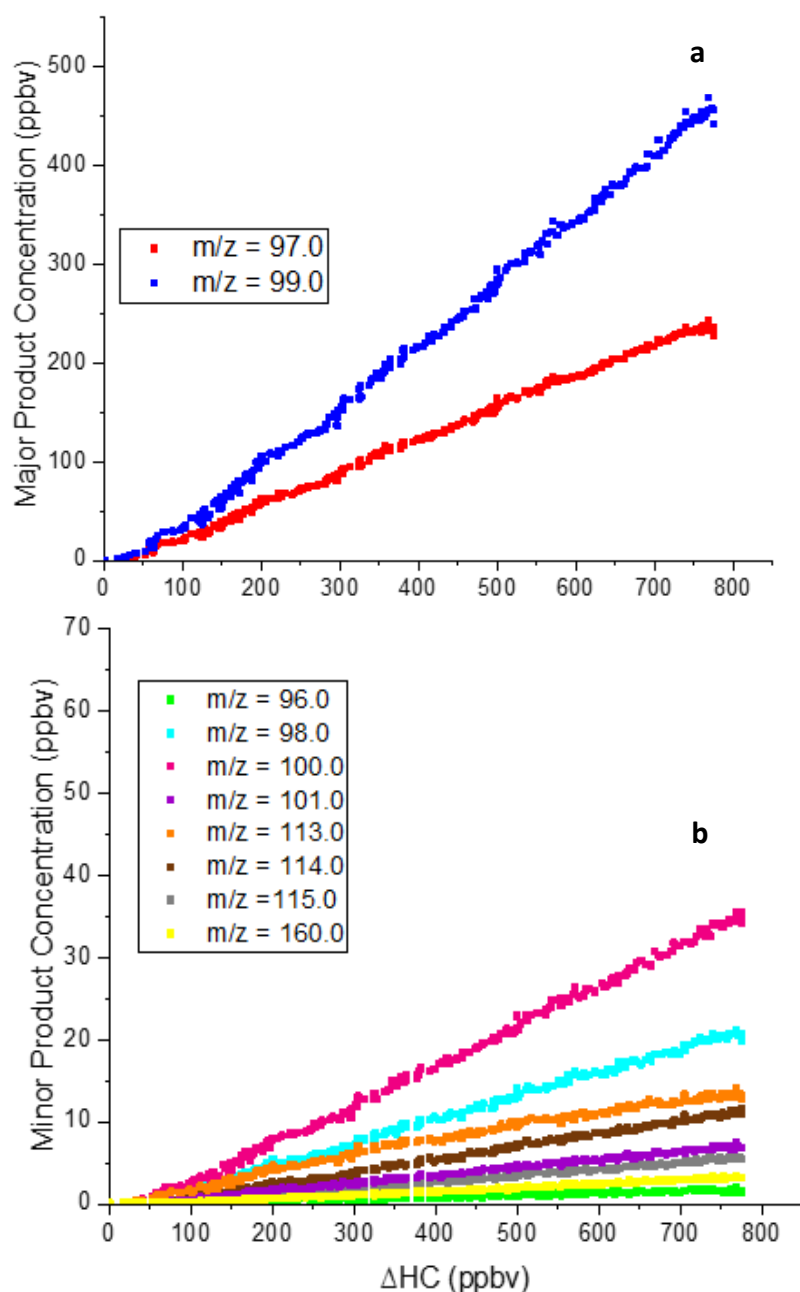 a
Major Product Concentration (ppbv)
500
400
300
200
100
0
m/z = 97.0
m/z = 99.0
0 100 200 300 400 500 600 700 800
b
Minor Product Concentration (ppbv)
70
60
50
40
30
20
10
0
m/z = 96.0
m/z = 98.0
m/z = 100.0
m/z = 101.0
m/z = 113.0
m/z = 114.0
m/z =115.0
m/z = 160.0
0 100 200 300 400 500 600 700 800
ΔHC (ppbv)